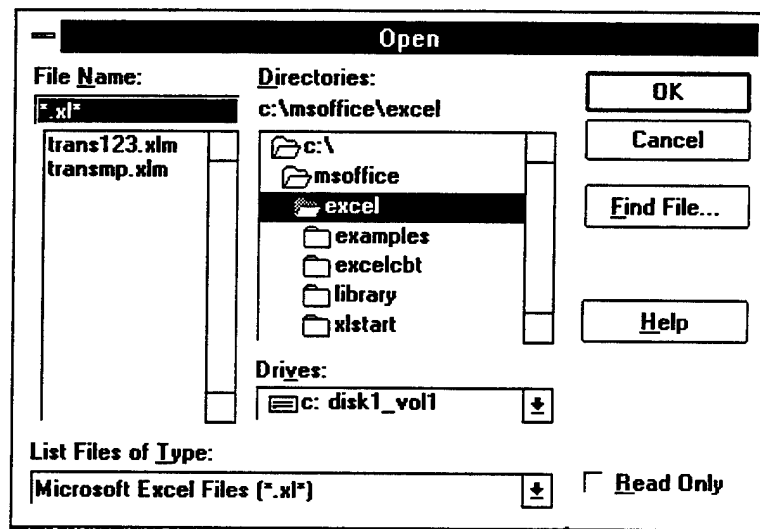 Open
File Name:
*.xl*
trans123.xlm
transmp.xlm
Directories:
c:\msoffice\excel
c:\
msoffice
excel
examples
excelcbt
library
xlstart
Drives:
c: disk1_vol1
List Files of Type:
Microsoft Excel Files (*.xl*)
OK
Cancel
Find File...
Help
Read Only